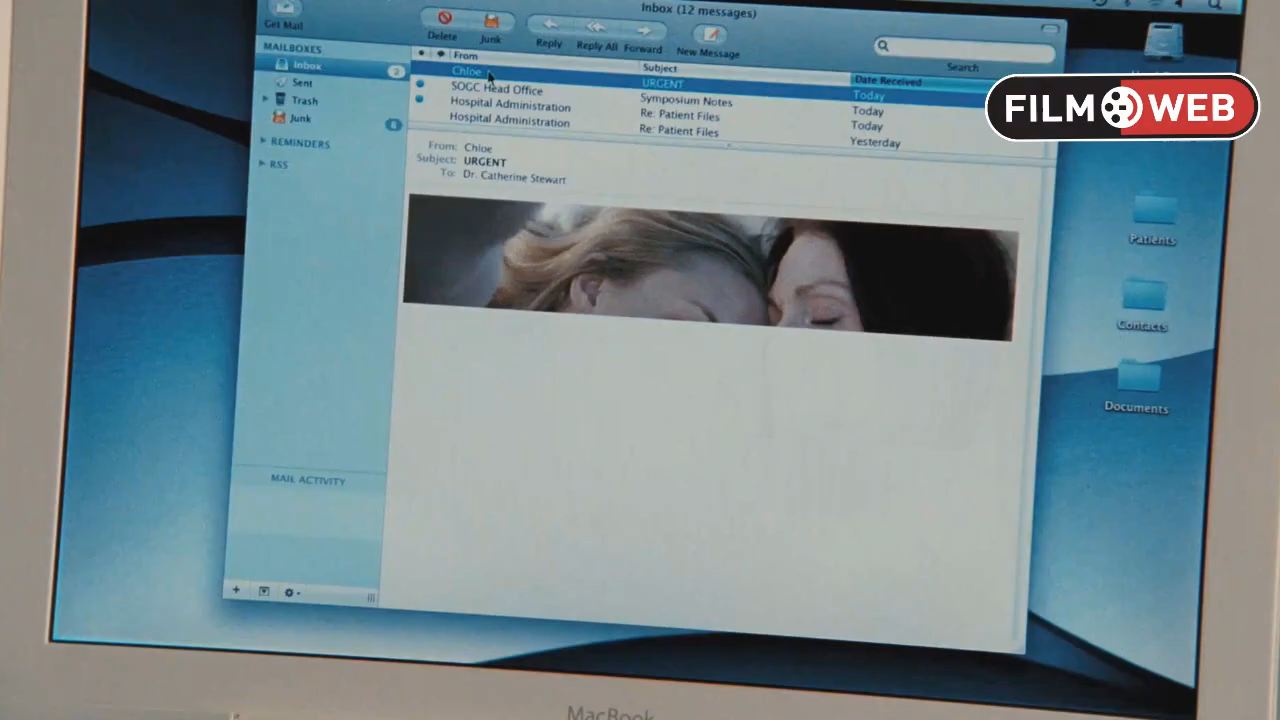 Inbox (12 messages)
Get Mail
Delete
Junk
Reply
Reply All
Forward
New Message
Search
MAILBOXES
Inbox
Sent
Trash
Junk
REMINDERS
RSS
From Subject Date Received
Chloe URGENT Today
SOGC Head Office Symposium Notes Today
Hospital Administration Re: Patient Files Today
Hospital Administration Re: Patient Files Yesterday
From: Chloe
Subject: URGENT
To: Dr. Catherine Stewart
MAIL ACTIVITY
Patients
Contacts
Documents
MacBook
FILM WEB